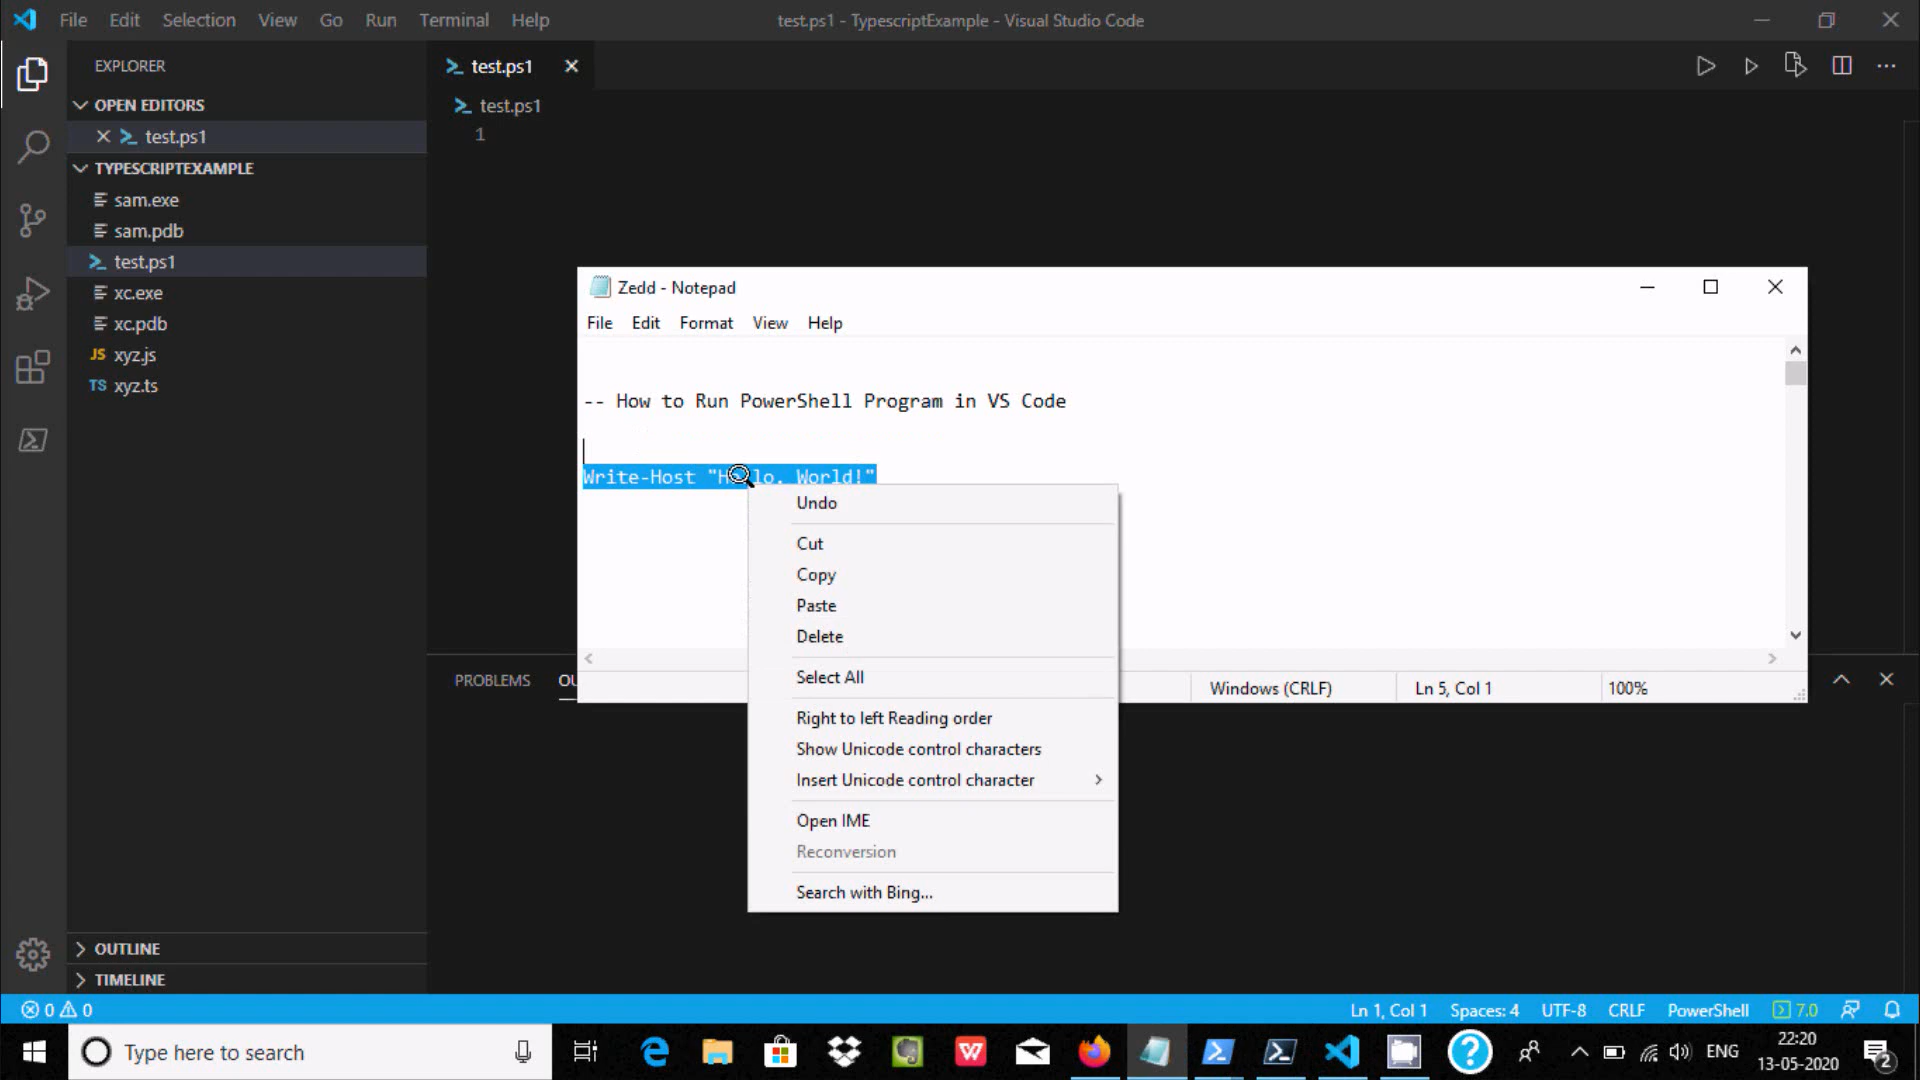 File Edit Selection View Go Run Terminal Help
test.ps1 - TypescriptExample - Visual Studio Code
EXPLORER
OPEN EDITORS
test.ps1
TYPESCRIPTEXAMPLE
sam.exe
sam.pdb
test.ps1
xc.exe
xc.pdb
JS xyz.js
TS xyz.ts
OUTLINE
TIMELINE
test.ps1
test.ps1
1
Zedd - Notepad
File Edit Format View Help
-- How to Run PowerShell Program in VS Code
Write-Host World!"
Windows (CRLF) Ln 5, Col 1 100%
Undo
Cut
Copy
Paste
Delete
Select All
Right to left Reading order
Show Unicode control characters
Insert Unicode control character
Open IME
Reconversion
Search with Bing...
PROBLEMS
0 0
Ln 1, Col 1 Spaces: 4 UTF-8 CRLF PowerShell 7.0
Type here to search
W
?
ENG
22:20
13-05-2020
2